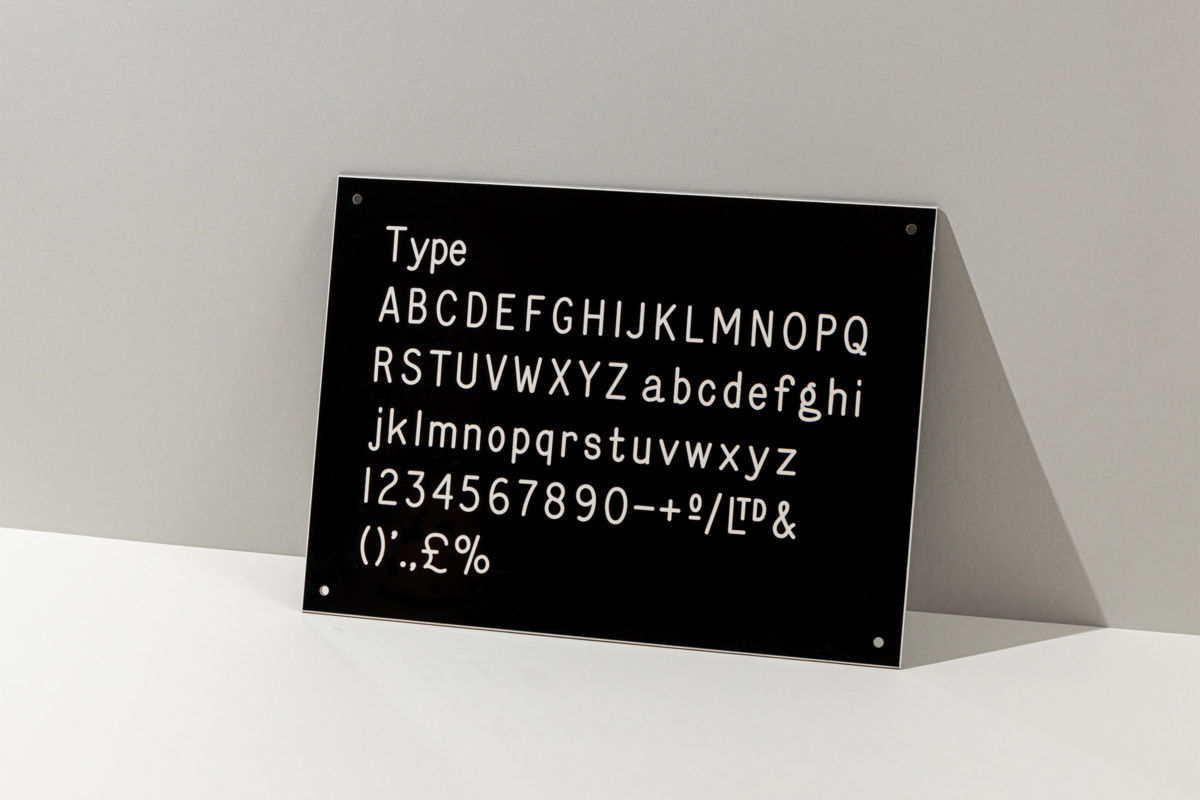 Type
ABCDEFGHIJKLMNOPQ
RSTUVWXYZ abcdefghi
jklmnopqrstuvwxyz
1234567890–+º/LTD&
()'.,£%